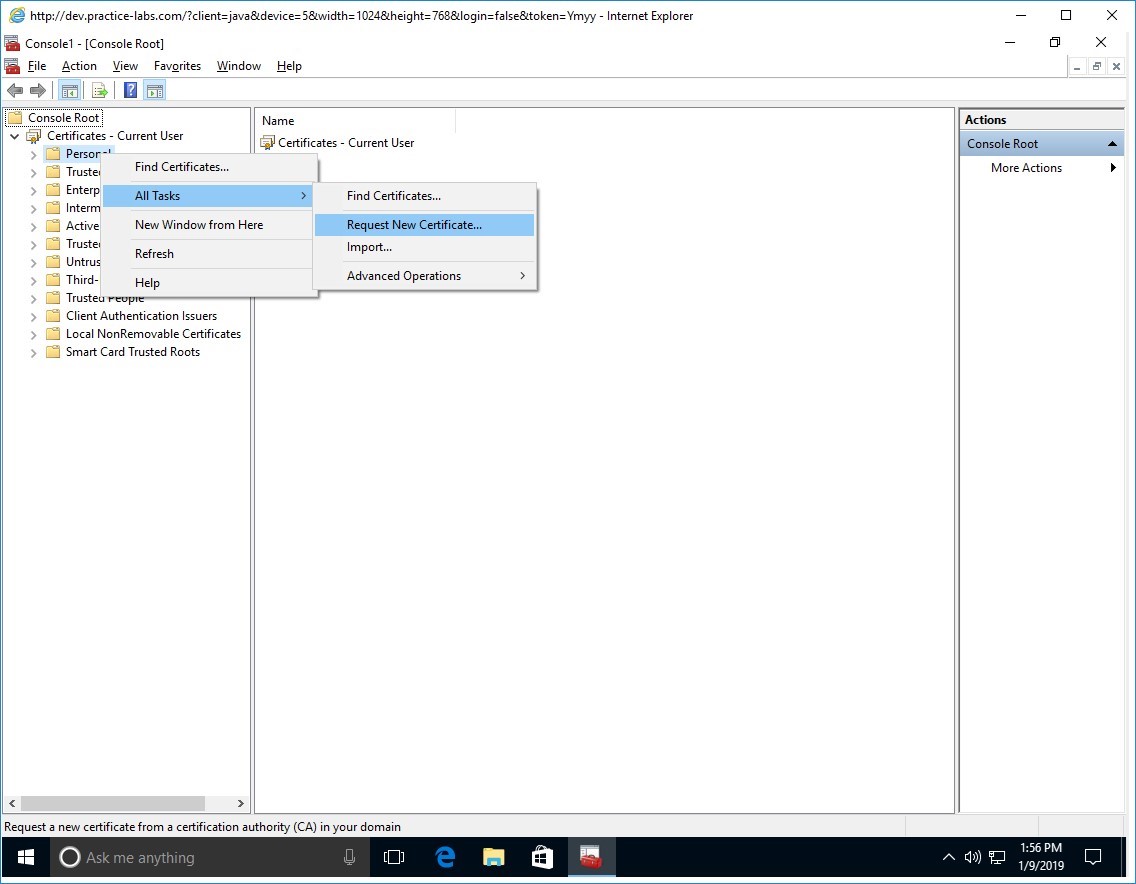 http://dev.practice-labs.com/?client=java&device=5&width=1024&height=768&login=false&token=Ymyy - Internet Explorer
Console1 - [Console Root]
File Action View Favorites Window Help
Console Root
Certificates - Current User
Personal
Find Certificates...
All Tasks
New Window from Here
Refresh
Help
Find Certificates...
Request New Certificate...
Import...
Advanced Operations
Trusted
Enterp
Interm
Active
Trusted
Untrus
Third-
Trusted People
Client Authentication Issuers
Local NonRemovable Certificates
Smart Card Trusted Roots
Name
Certificates - Current User
Actions
Console Root
More Actions
Request a new certificate from a certification authority (CA) in your domain
Ask me anything
1:56 PM
1/9/2019